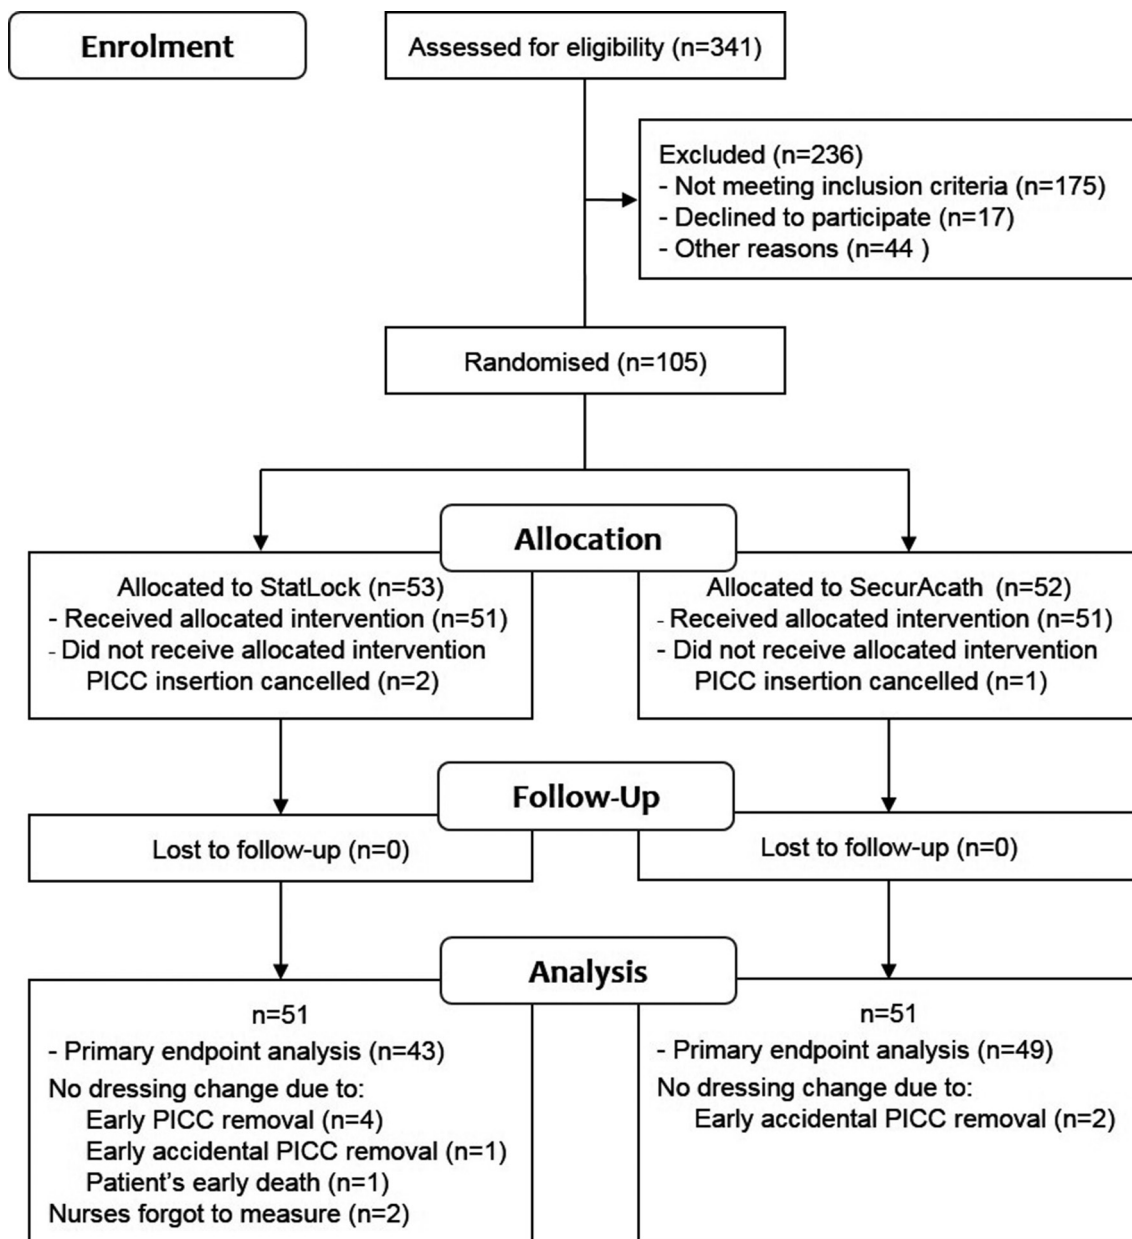 Enrolment
Assessed for eligibility (n=341)
Excluded (n=236)
- Not meeting inclusion criteria (n=175)
- Declined to participate (n=17)
- Other reasons (n=44 )
Randomised (n=105)
Allocation
Allocated to StatLock (n=53)
- Received allocated intervention (n=51)
- Did not receive allocated intervention
PICC insertion cancelled (n=2)
Allocated to SecurAcath (n=52)
- Received allocated intervention (n=51)
- Did not receive allocated intervention
PICC insertion cancelled (n=1)
Follow-Up
Lost to follow-up (n=0)
Lost to follow-up (n=0)
Analysis
n=51
- Primary endpoint analysis (n=43)
No dressing change due to:
Early PICC removal (n=4)
Early accidental PICC removal (n=1)
Patient's early death (n=1)
Nurses forgot to measure (n=2)
n=51
- Primary endpoint analysis (n=49)
No dressing change due to:
Early accidental PICC removal (n=2)